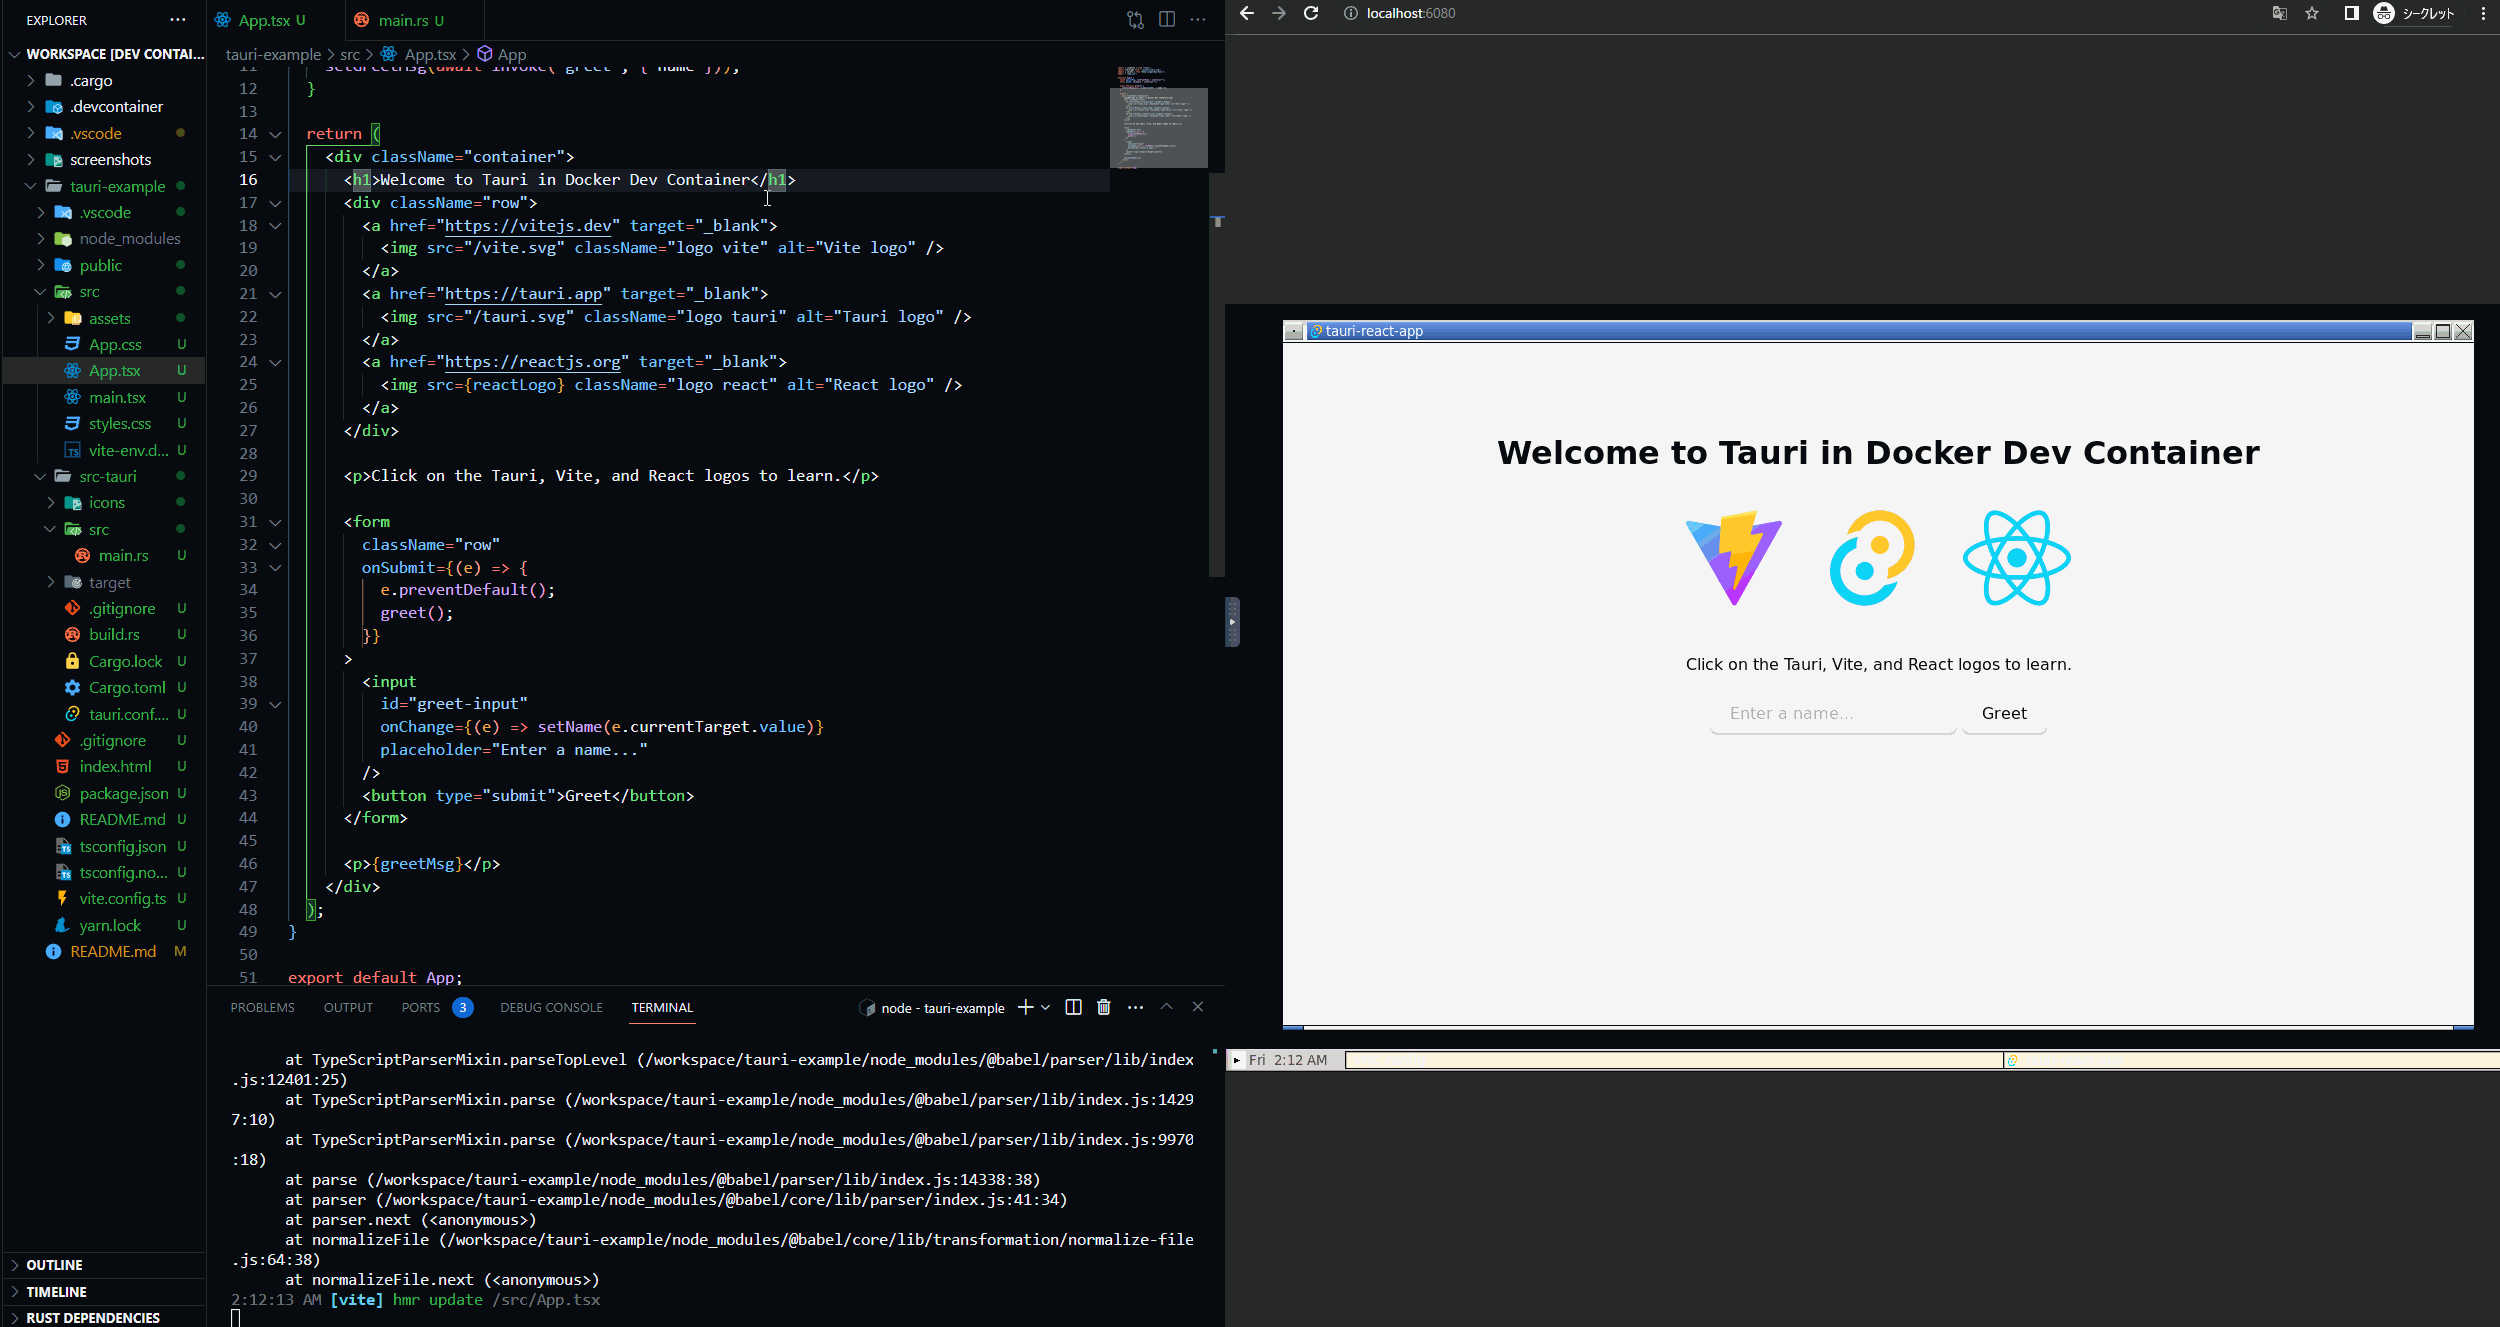 EXPLORER
WORKSPACE [DEV CONTAI...
.cargo
.devcontainer
.vscode
screenshots
tauri-example
.vscode
node_modules
public
src
assets
App.css U
App.tsx U
main.tsx U
styles.css U
vite-env.d... U
src-tauri
icons
src
main.rs U
target
.gitignore U
build.rs U
Cargo.lock U
Cargo.toml U
tauri.conf.... U
.gitignore U
index.html U
package.json U
README.md U
tsconfig.json U
tsconfig.no... U
vite.config.ts U
yarn.lock U
README.md M
OUTLINE
TIMELINE
RUST DEPENDENCIES
App.tsx U
main.rs U
tauri-example > src > App.tsx > App
11 setGreetMsg(await invoke("greet", { name }));
12 }
13
14 return (
15 <div className="container">
16 <h1>Welcome to Tauri in Docker Dev Container</h1>
17 <div className="row">
18 <a href="https://vitejs.dev" target="_blank">
19 <img src="/vite.svg" className="logo vite" alt="Vite logo" />
20 </a>
21 <a href="https://tauri.app" target="_blank">
22 <img src="/tauri.svg" className="logo tauri" alt="Tauri logo" />
23 </a>
24 <a href="https://reactjs.org" target="_blank">
25 <img src={reactLogo} className="logo react" alt="React logo" />
26 </a>
27 </div>
28
29 <p>Click on the Tauri, Vite, and React logos to learn.</p>
30
31 <form
32 className="row"
33 onSubmit={(e) => {
34 e.preventDefault();
35 greet();
36 }}
37 >
38 <input
39 id="greet-input"
40 onChange={(e) => setName(e.currentTarget.value)}
41 placeholder="Enter a name..."
42 />
43 <button type="submit">Greet</button>
44 </form>
45
46 <p>{greetMsg}</p>
47 </div>
48 );
49 }
50
51 export default App;
PROBLEMS OUTPUT PORTS 3 DEBUG CONSOLE TERMINAL node - tauri-example
at TypeScriptParserMixin.parseTopLevel (/workspace/tauri-example/node_modules/@babel/parser/lib/index
.js:12401:25)
at TypeScriptParserMixin.parse (/workspace/tauri-example/node_modules/@babel/parser/lib/index.js:1429
7:10)
at TypeScriptParserMixin.parse (/workspace/tauri-example/node_modules/@babel/parser/lib/index.js:9970
:18)
at parse (/workspace/tauri-example/node_modules/@babel/parser/lib/index.js:14338:38)
at parser (/workspace/tauri-example/node_modules/@babel/core/lib/parser/index.js:41:34)
at parser.next (<anonymous>)
at normalizeFile (/workspace/tauri-example/node_modules/@babel/core/lib/transformation/normalize-file
.js:64:38)
at normalizeFile.next (<anonymous>)
2:12:13 AM [vite] hmr update /src/App.tsx
localhost:6080
シークレット
tauri-react-app
Welcome to Tauri in Docker Dev Container
Click on the Tauri, Vite, and React logos to learn.
Enter a name...
Greet
Fri 2:12 AM